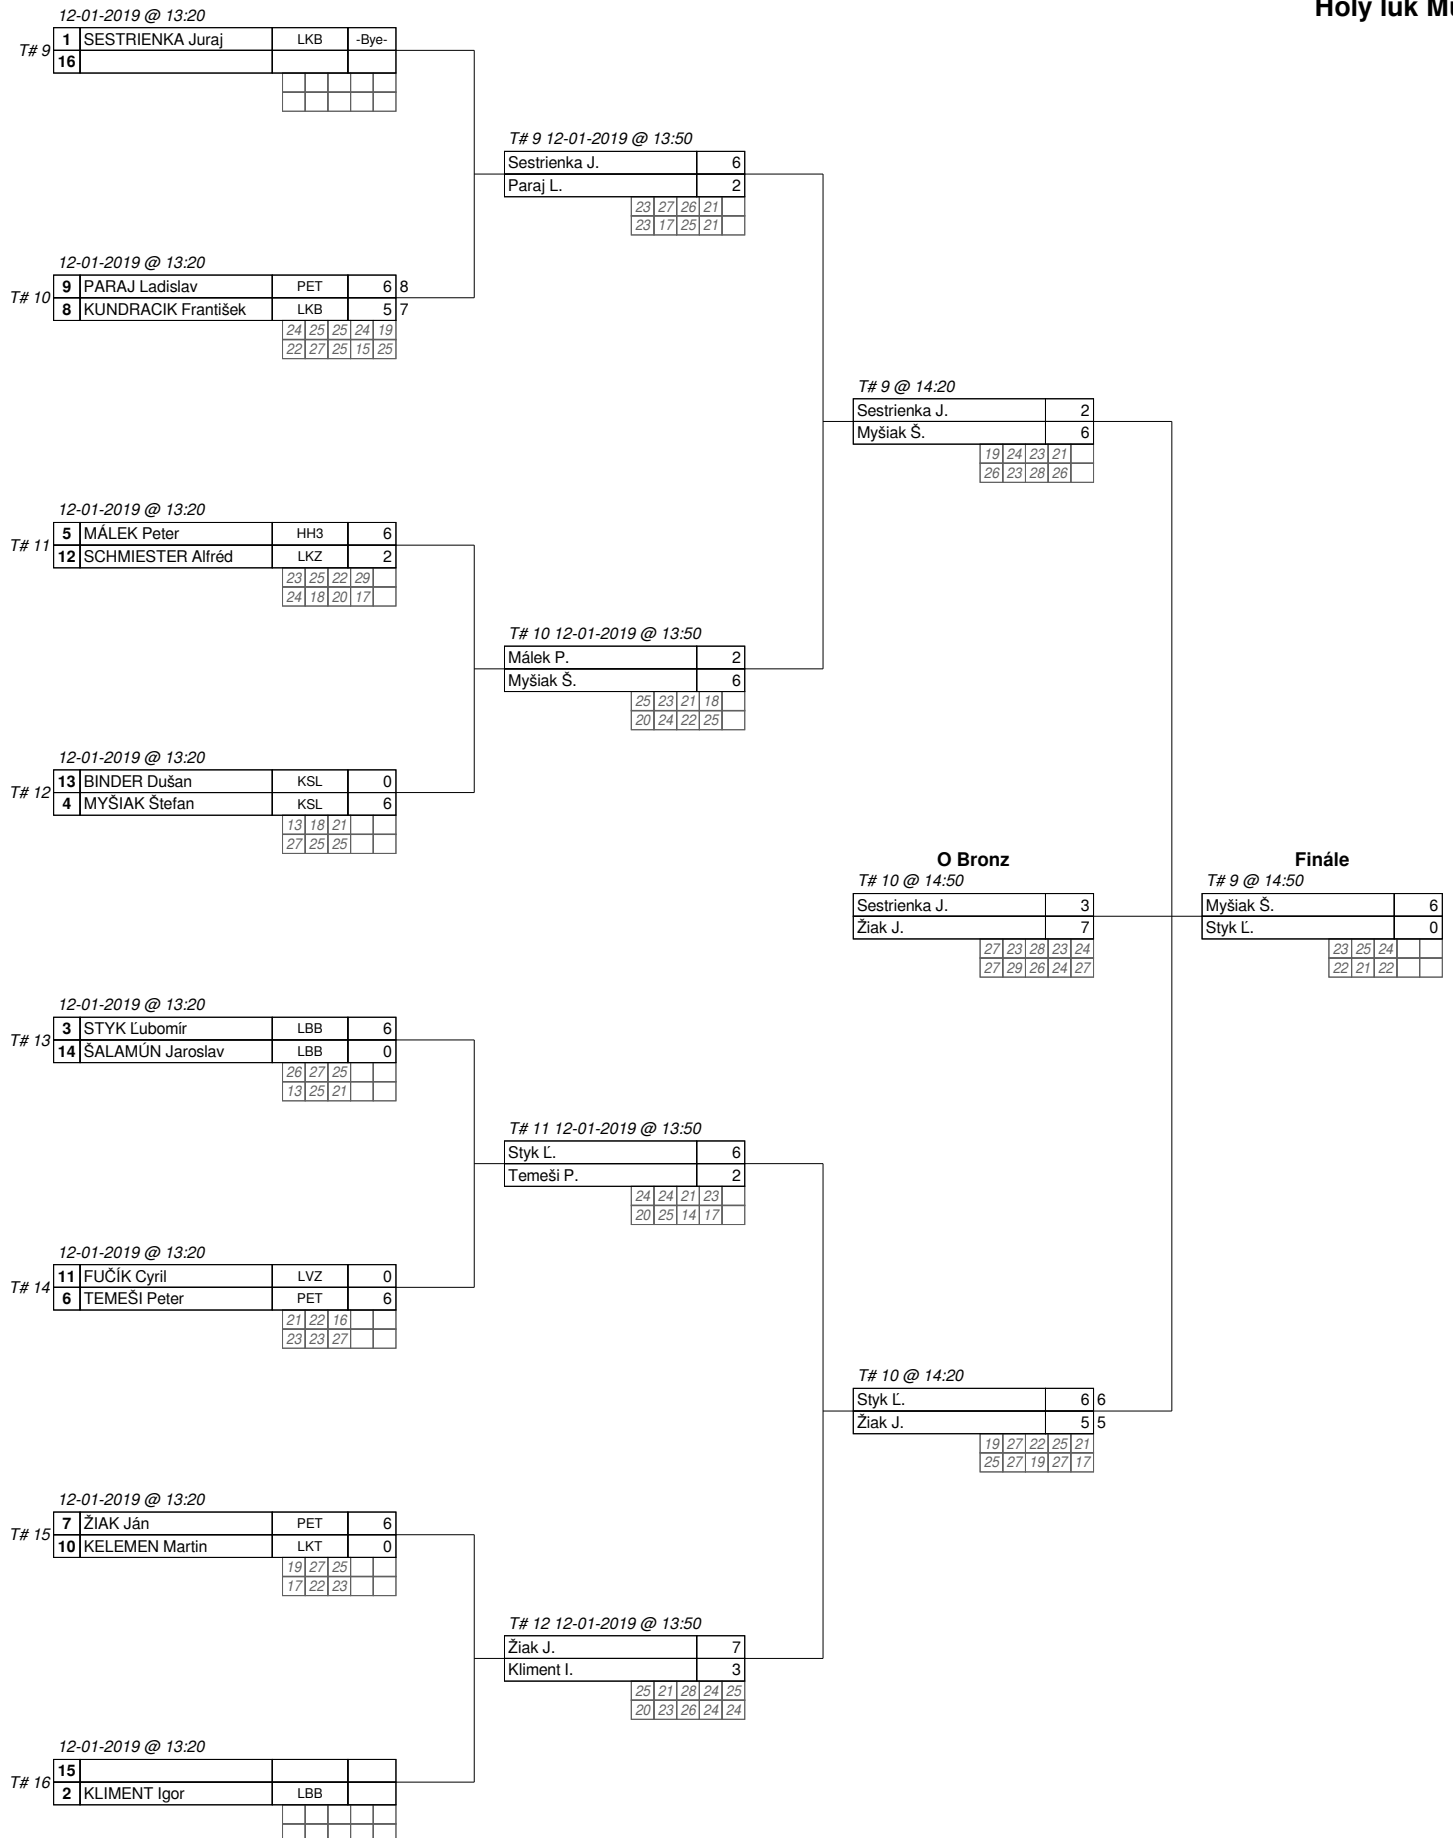 Holý luk
12-01-2019 @ 13:20
T# 9
1 SESTRIENKA Juraj LKB -Bye-
16
T# 9 12-01-2019 @ 13:50
Sestrienka J. 6
Paraj L. 2
23 27 26 21
23 17 25 21
12-01-2019 @ 13:20
T# 10
9 PARAJ Ladislav PET 6 8
8 KUNDRACIK František LKB 5 7
24 25 25 24 19
22 27 25 15 25
T# 9 @ 14:20
Sestrienka J. 2
Myšiak Š. 6
19 24 23 21
26 23 28 26
12-01-2019 @ 13:20
T# 11
5 MÁLEK Peter HH3 6
12 SCHMIESTER Alfréd LKZ 2
23 25 22 29
24 18 20 17
T# 10 12-01-2019 @ 13:50
Málek P. 2
Myšiak Š. 6
25 23 21 18
20 24 22 25
12-01-2019 @ 13:20
T# 12
13 BINDER Dušan KSL 0
4 MYŠIAK Štefan KSL 6
13 18 21
27 25 25
O Bronz
T# 10 @ 14:50
Sestrienka J. 3
Žiak J. 7
27 23 28 23 24
27 29 26 24 27
Finále
T# 9 @ 14:50
Myšiak Š. 6
Styk Ľ. 0
23 25 24
22 21 22
12-01-2019 @ 13:20
T# 13
3 STYK Ľubomír LBB 6
14 ŠALAMÚN Jaroslav LBB 0
26 27 25
13 25 21
T# 11 12-01-2019 @ 13:50
Styk Ľ. 6
Temeši P. 2
24 24 21 23
20 25 14 17
12-01-2019 @ 13:20
T# 14
11 FUČÍK Cyril LVZ 0
6 TEMEŠI Peter PET 6
21 22 16
23 23 27
T# 10 @ 14:20
Styk Ľ. 6 6
Žiak J. 5 5
19 27 22 25 21
25 27 19 27 17
12-01-2019 @ 13:20
T# 15
7 ŽIAK Ján PET 6
10 KELEMEN Martin LKT 0
19 27 25
17 22 23
T# 12 12-01-2019 @ 13:50
Žiak J. 7
Kliment I. 3
25 21 28 24 25
20 23 26 24 24
12-01-2019 @ 13:20
T# 16
15
2 KLIMENT Igor LBB